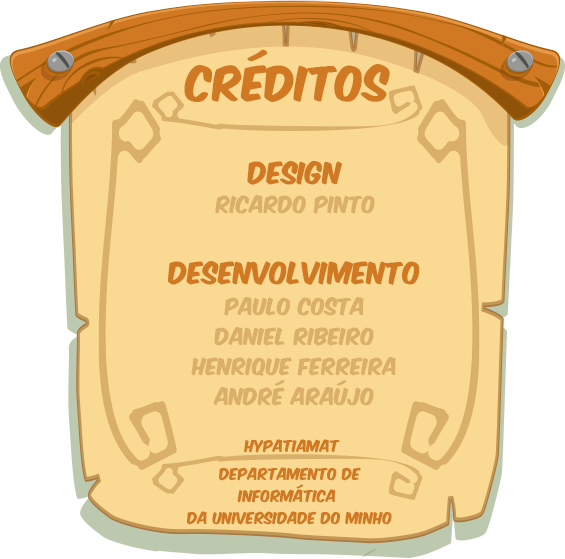 CRÉDITOS
DESIGN
RICARDO PINTO
DESENVOLVIMENTO
PAULO COSTA
DANIEL RIBEIRO
HENRIQUE FERREIRA
ANDRÉ ARAÚJO
HYPATIAMAT
DEPARTAMENTO DE
INFORMÁTICA
DA UNIVERSIDADE DO MINHO